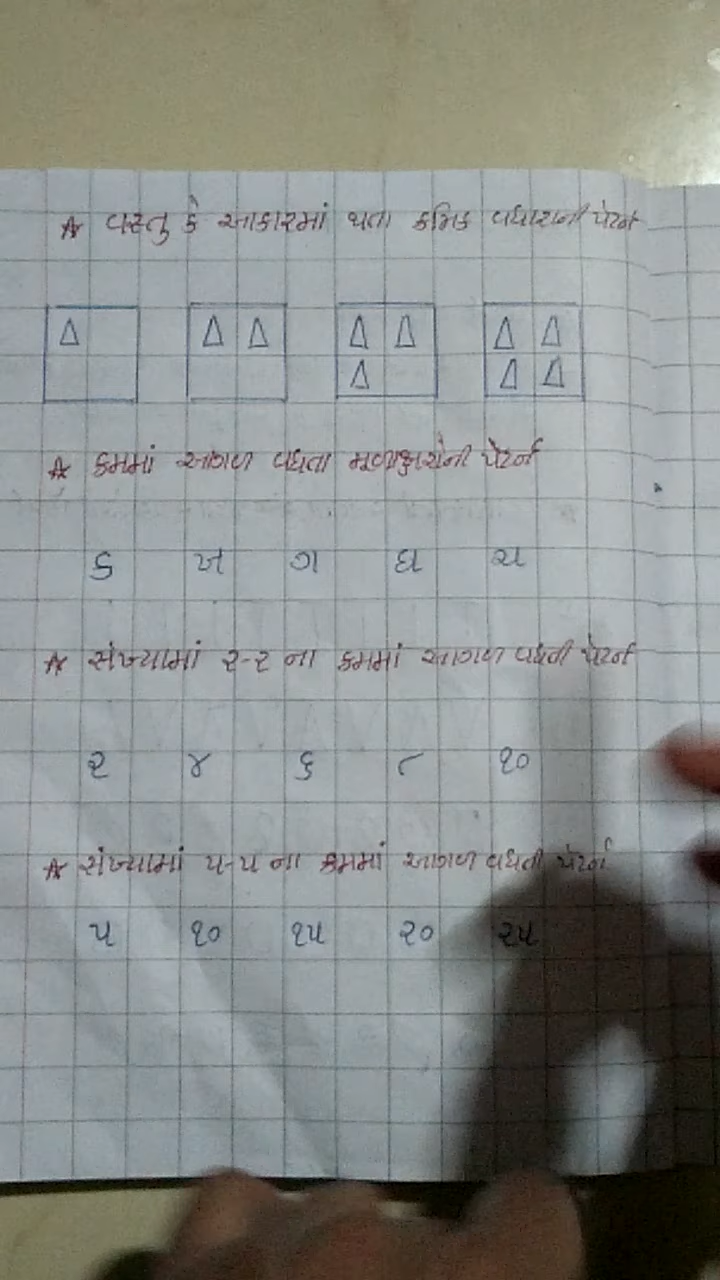 ★ વસ્તુ કે આકારમાં થતા ક્રમિક વધારાની પેટર્ન
★ ક્રમમાં આગળ વધતા મૂળાક્ષરોની પેટર્ન
ક ખ ગ ઘ ચ
★ સંખ્યામાં ૨-૨ ના ક્રમમાં આગળ વધતી પેટર્ન
૨ ૪ ૬ ૮ ૧૦
★ સંખ્યામાં ૫-૫ ના ક્રમમાં આગળ વધતી પેટર્ન
૫ ૧૦ ૧૫ ૨૦ ૨૫